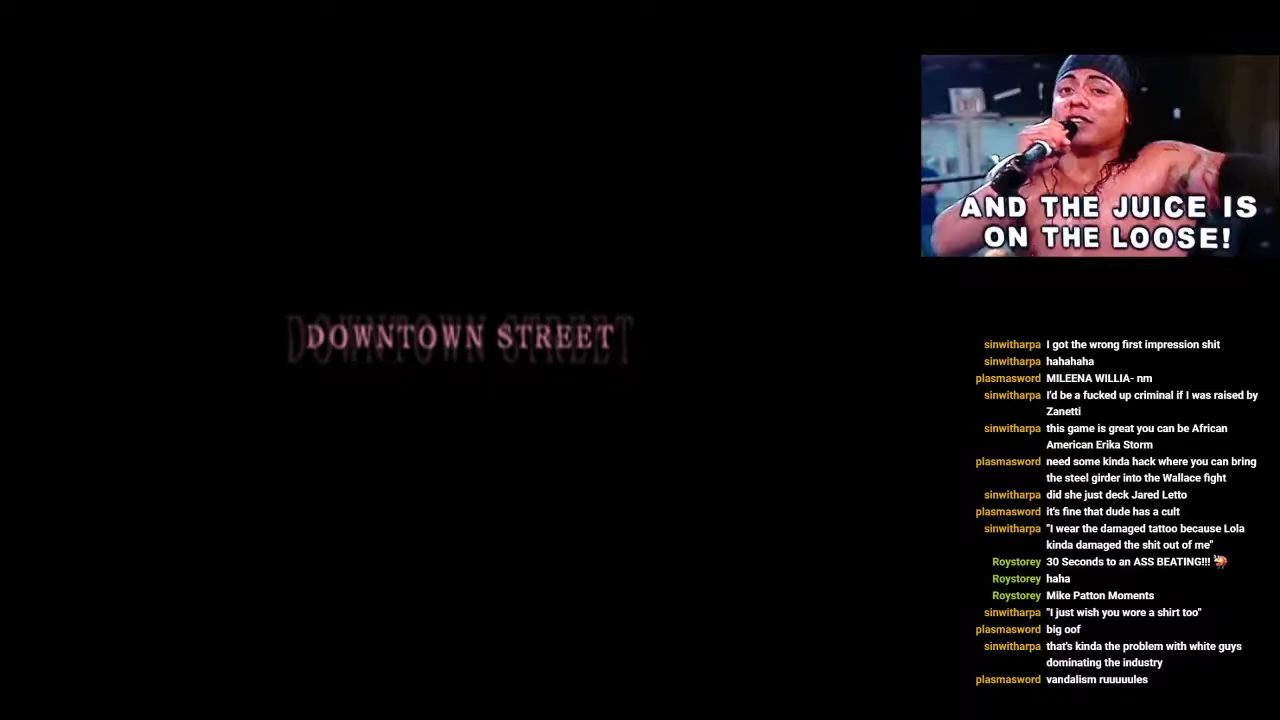 DOWNTOWN STREET
AND THE JUICE IS
ON THE LOOSE!
sinwitharpa I got the wrong first impression shit
sinwitharpa hahahaha
plasmasword MILEENA WILLIA- nm
sinwitharpa I'd be a fucked up criminal if I was raised by
Zanetti
sinwitharpa this game is great you can be African
American Erika Storm
plasmasword need some kinda hack where you can bring
the steel girder into the Wallace fight
sinwitharpa did she just deck Jared Letto
plasmasword it's fine that dude has a cult
sinwitharpa "I wear the damaged tattoo because Lola
kinda damaged the shit out of me"
Roystorey 30 Seconds to an ASS BEATING!!!
Roystorey haha
Roystorey Mike Patton Moments
sinwitharpa "I just wish you wore a shirt too"
plasmasword big oof
sinwitharpa that's kinda the problem with white guys
dominating the industry
plasmasword vandalism ruuuuules